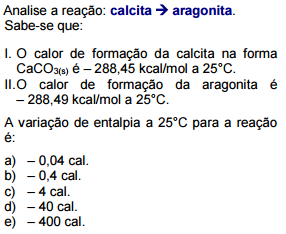 Analise a reação: calcita → aragonita.
Sabe-se que:
I. O calor de formação da calcita na forma
CaCO3(s) é – 288,45 kcal/mol a 25°C.
II.O calor de formação da aragonita é
– 288,49 kcal/mol a 25°C.
A variação de entalpia a 25°C para a reação
é:
a) – 0,04 cal.
b) – 0,4 cal.
c) – 4 cal.
d) – 40 cal.
e) – 400 cal.